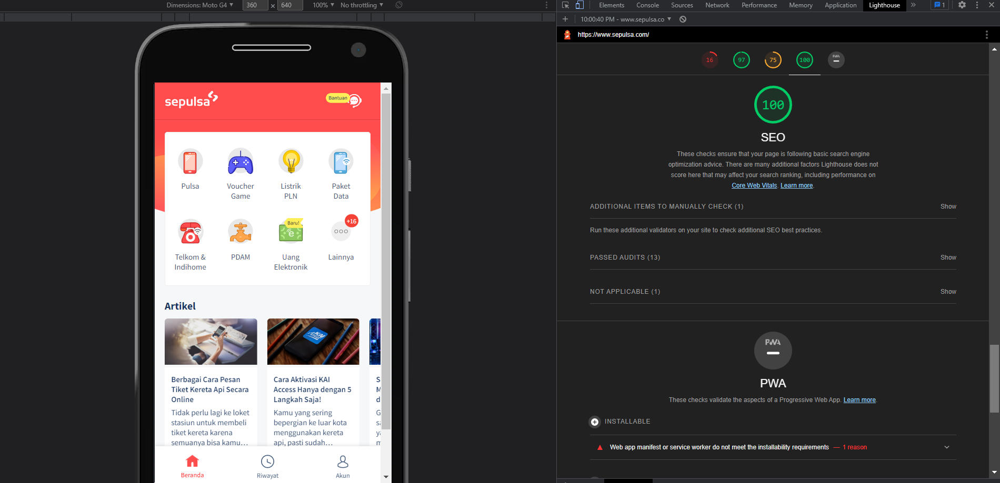 Dimensions: Moto G4 360 × 640 100% No throttling
Elements Console Sources Network Performance Memory Application Lighthouse 1
10:00:40 PM - www.sepulsa.co
https://www.sepulsa.com/
16 97 75 100 PWA
sepulsa
Bantuan
Pulsa
Voucher
Game
Listrik
PLN
Paket
Data
Telkom &
Indihome
PDAM
Baru!
Uang
Elektronik
+16
Lainnya
Artikel
KAI
Berbagai Cara Pesan
Tiket Kereta Api Secara
Online
Tidak perlu lagi ke loket
stasiun untuk membeli
tiket kereta karena
semuanya bisa kamu…
Cara Aktivasi KAI
Access Hanya dengan 5
Langkah Saja!
Kamu yang sering
bepergian ke luar kota
menggunakan kereta
api, pasti sudah…
S
M
d
G
sa
ya
m
Beranda
Riwayat
Akun
100
SEO
These checks ensure that your page is following basic search engine
optimization advice. There are many additional factors Lighthouse does not
score here that may affect your search ranking, including performance on
Core Web Vitals. Learn more.
ADDITIONAL ITEMS TO MANUALLY CHECK (1) Show
Run these additional validators on your site to check additional SEO best practices.
PASSED AUDITS (13) Show
NOT APPLICABLE (1) Show
PWA
PWA
These checks validate the aspects of a Progressive Web App. Learn more.
INSTALLABLE
Web app manifest or service worker do not meet the installability requirements — 1 reason